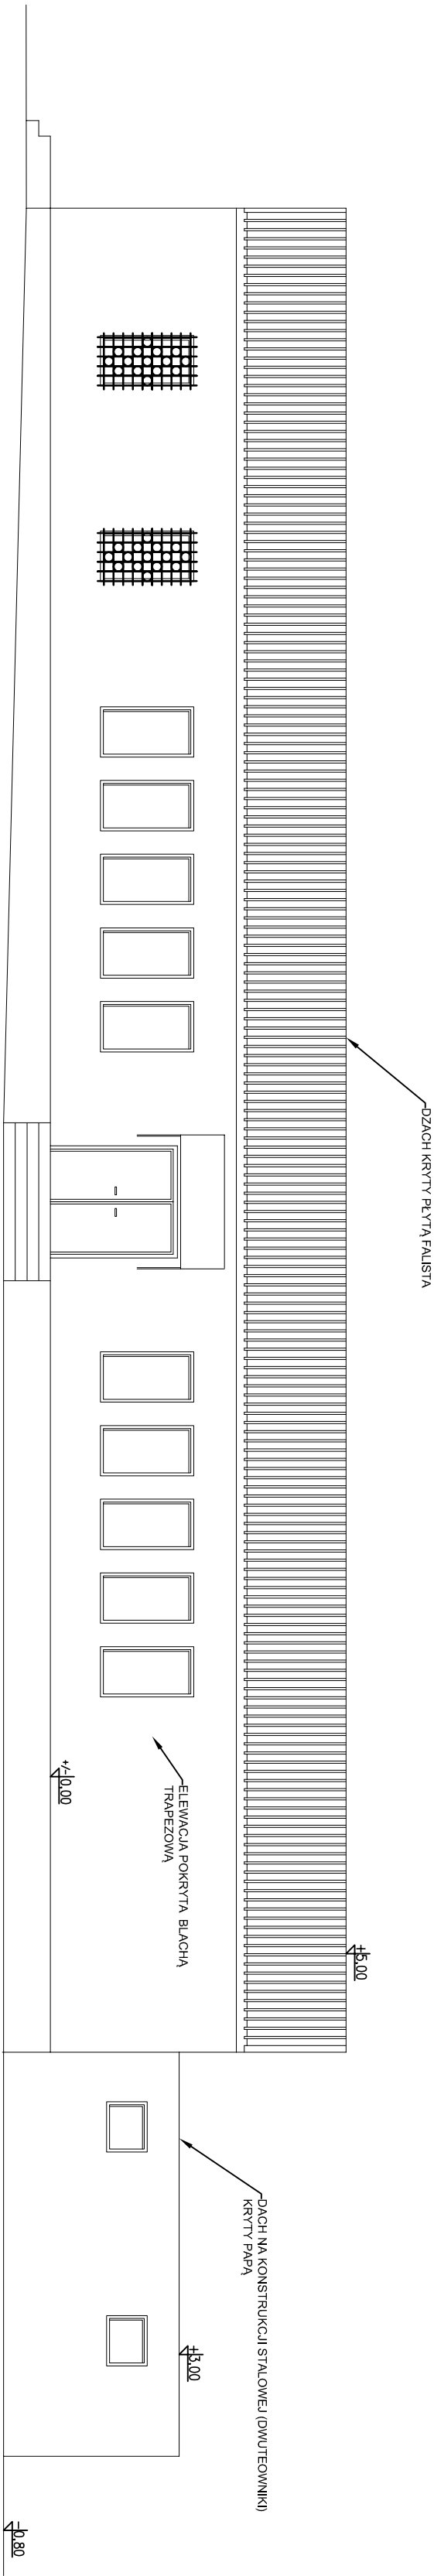 DZACH KRYTY PŁYTĄ FALISTA
ELEWACJA POKRYTA BLACHĄ
TRAPEZOWĄ
+/-0,00
+5,00
DACH NA KONSTRUKCJI STALOWEJ (DWUTEOWNIKI)
KRYTY PAPĄ
+3,00
-0,80